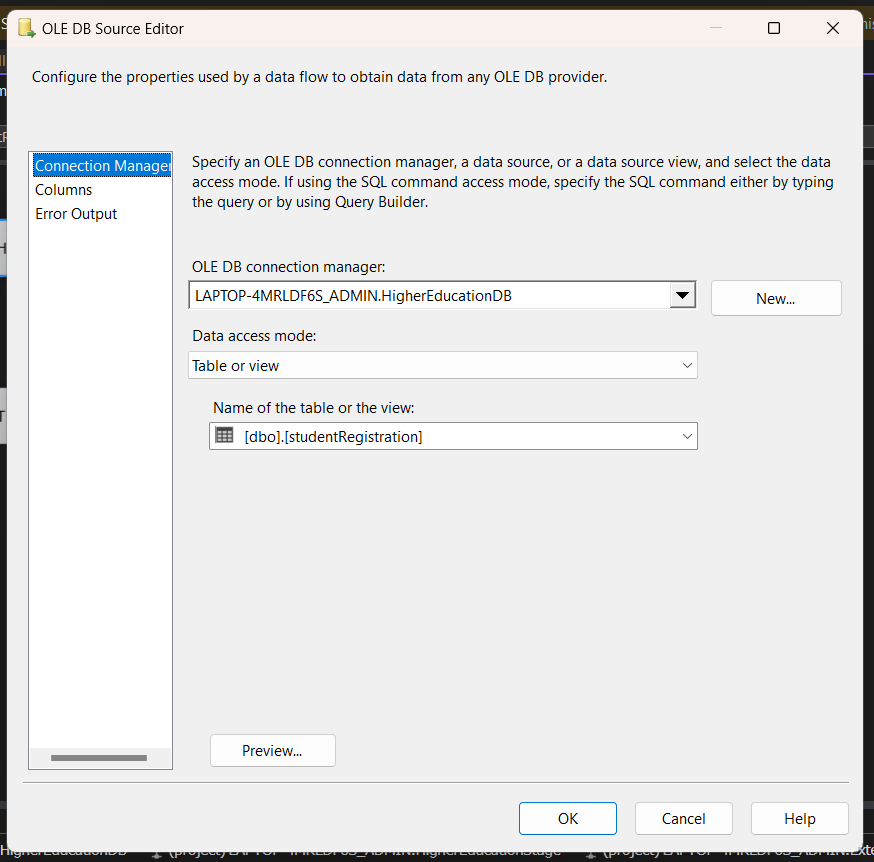 OLE DB Source Editor
Configure the properties used by a data flow to obtain data from any OLE DB provider.
Connection Manager
Columns
Error Output
Specify an OLE DB connection manager, a data source, or a data source view, and select the data
access mode. If using the SQL command access mode, specify the SQL command either by typing
the query or by using Query Builder.
OLE DB connection manager:
LAPTOP-4MRLDF6S_ADMIN.HigherEducationDB
New...
Data access mode:
Table or view
Name of the table or the view:
[dbo].[studentRegistration]
Preview...
OK
Cancel
Help